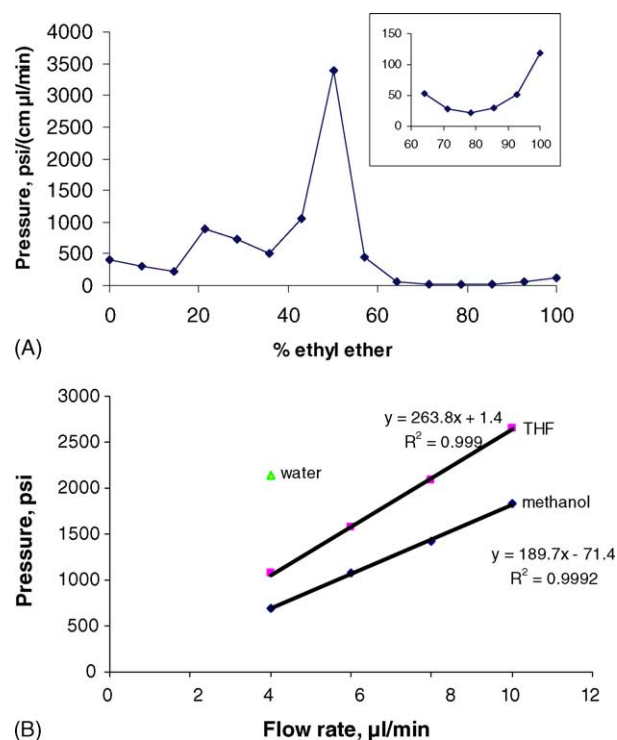 4000
3500
3000
2500
2000
1500
1000
500
0
Pressure, psi/(cm µl/min)
0 20 40 60 80 100
% ethyl ether
150
100
50
0
60 70 80 90 100
(A)
3000
2500
2000
1500
1000
500
0
Pressure, psi
0 2 4 6 8 10 12
Flow rate, µl/min
y = 263.8x + 1.4
R² = 0.999
THF
water
methanol
y = 189.7x - 71.4
R² = 0.9992
(B)